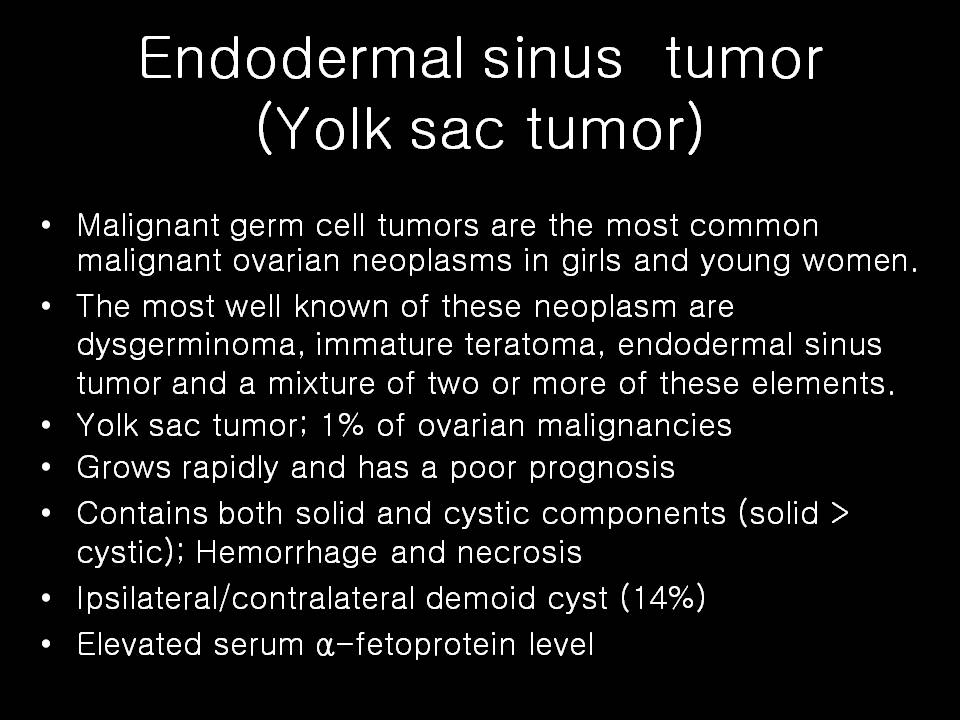 Endodermal sinus tumor
(Yolk sac tumor)
• Malignant germ cell tumors are the most common
malignant ovarian neoplasms in girls and young women.
• The most well known of these neoplasm are
dysgerminoma, immature teratoma, endodermal sinus
tumor and a mixture of two or more of these elements.
• Yolk sac tumor; 1% of ovarian malignancies
• Grows rapidly and has a poor prognosis
• Contains both solid and cystic components (solid >
cystic); Hemorrhage and necrosis
• Ipsilateral/contralateral demoid cyst (14%)
• Elevated serum α-fetoprotein level